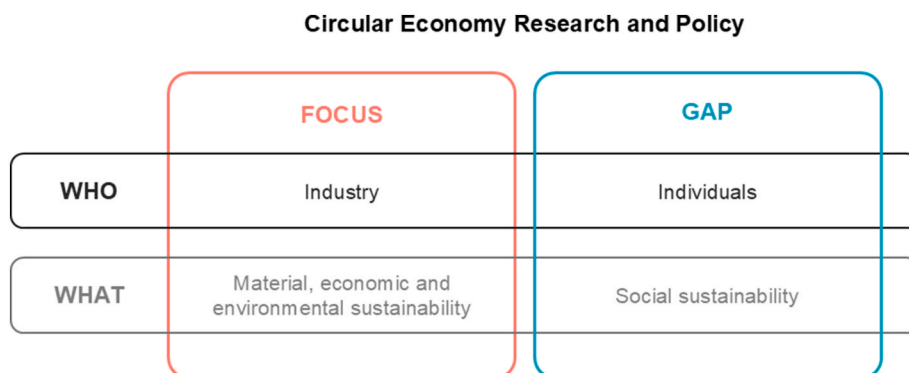 Circular Economy Research and Policy
FOCUS
GAP
WHO
Industry
Individuals
WHAT
Material, economic and
environmental sustainability
Social sustainability